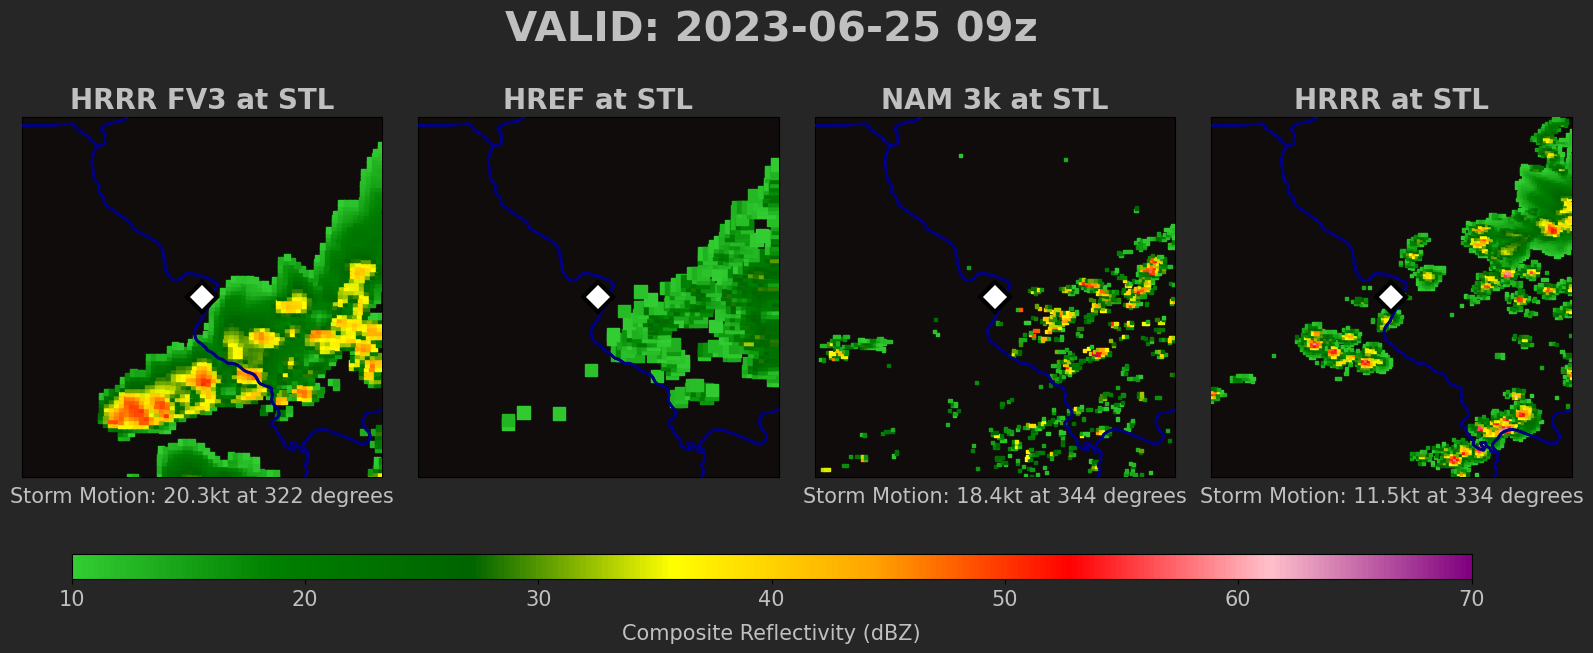 VALID: 2023-06-25 09z
HRRR FV3 at STL
HREF at STL
NAM 3k at STL
HRRR at STL
Storm Motion: 20.3kt at 322 degrees
Storm Motion: 18.4kt at 344 degrees
Storm Motion: 11.5kt at 334 degrees
10 20 30 40 50 60 70
Composite Reflectivity (dBZ)